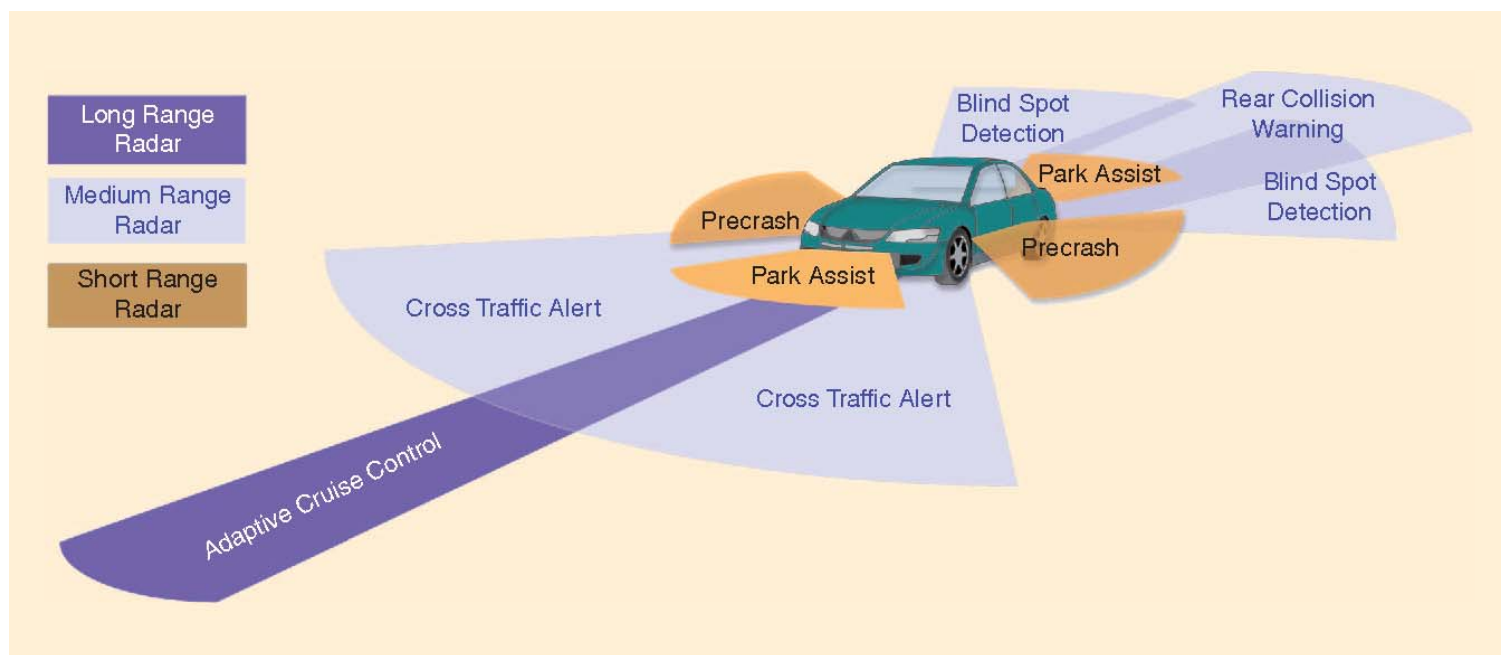 Long Range
Radar
Medium Range
Radar
Short Range
Radar
Blind Spot
Detection
Rear Collision
Warning
Park Assist
Blind Spot
Detection
Precrash
Precrash
Park Assist
Cross Traffic Alert
Cross Traffic Alert
Adaptive Cruise Control